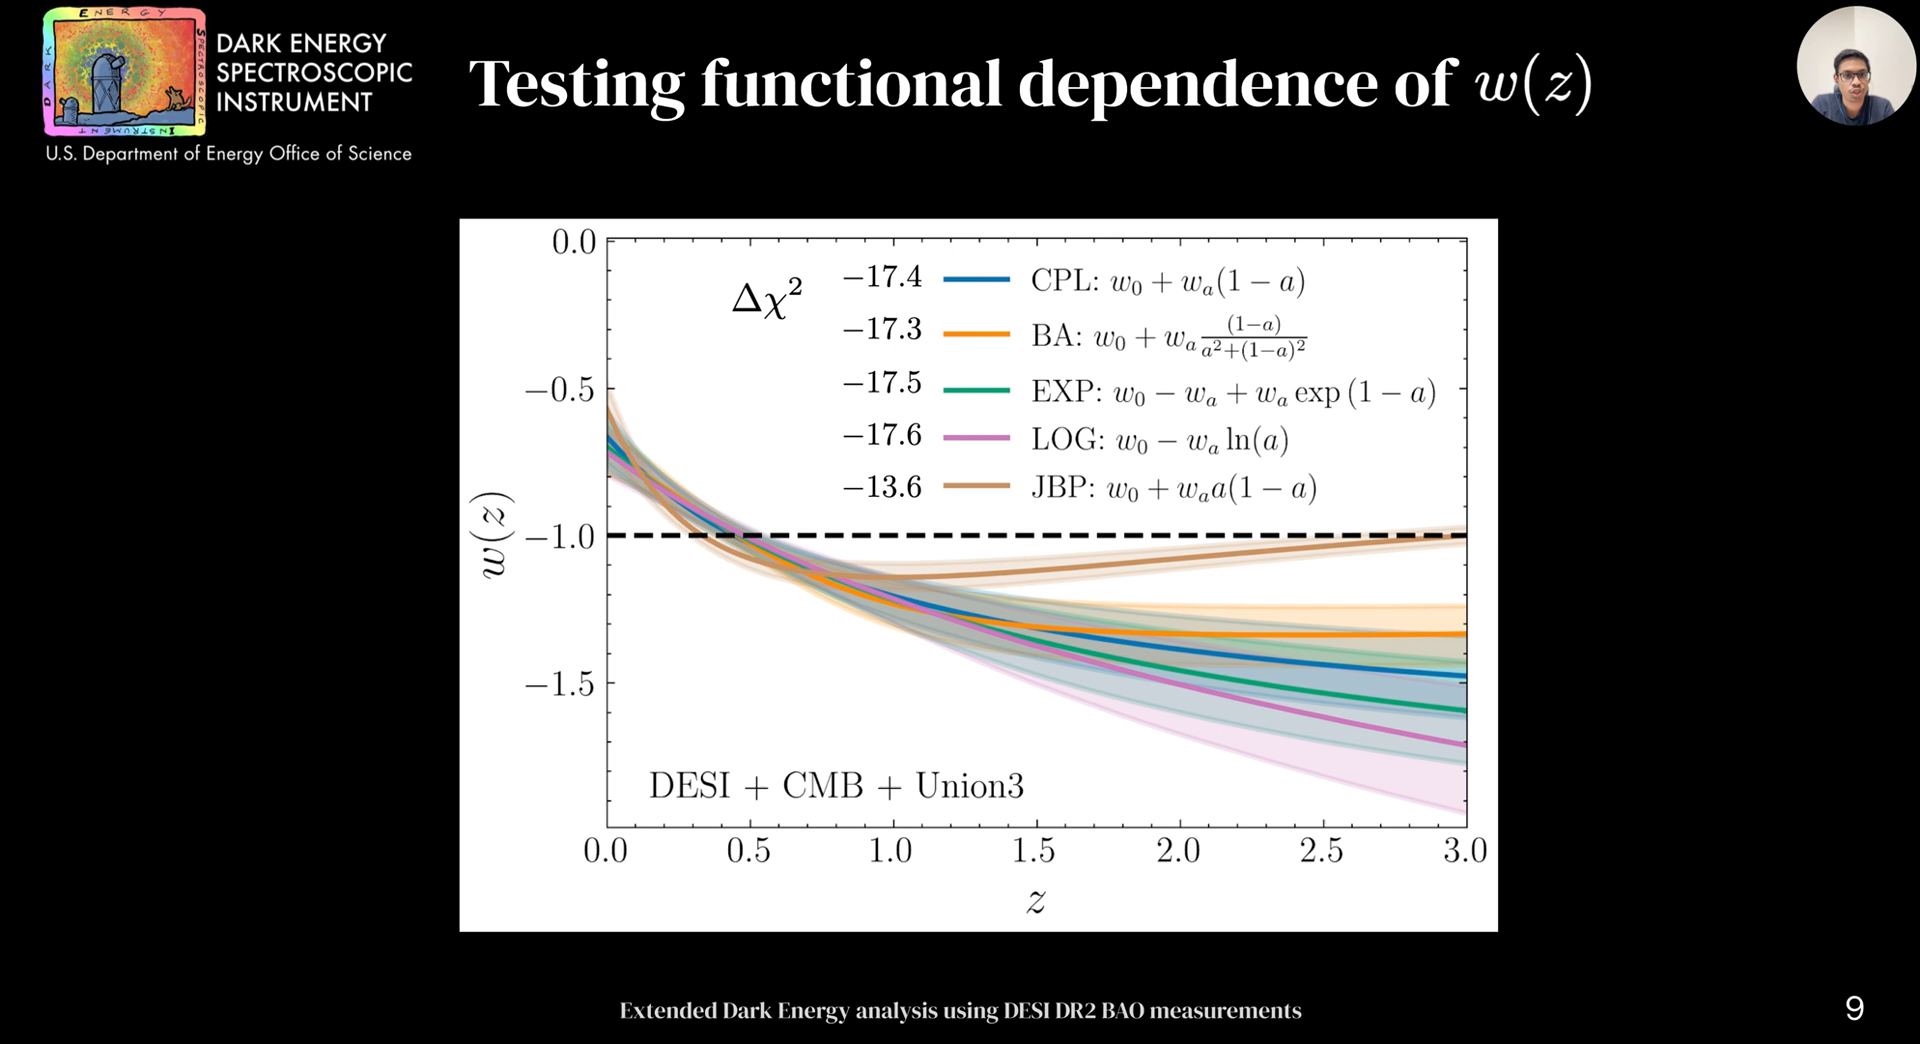 DARK ENERGY SPECTROSCOPIC INSTRUMENT
DARK ENERGY
SPECTROSCOPIC
INSTRUMENT
U.S. Department of Energy Office of Science
Testing functional dependence of w(z)
Δχ²
−17.4 CPL: w₀ + wₐ(1 − a)
−17.3 BA: w₀ + wₐ (1−a)/(a²+(1−a)²)
−17.5 EXP: w₀ − wₐ + wₐ exp (1 − a)
−17.6 LOG: w₀ − wₐ ln(a)
−13.6 JBP: w₀ + wₐa(1 − a)
0.0
−0.5
−1.0
−1.5
w(z)
DESI + CMB + Union3
0.0 0.5 1.0 1.5 2.0 2.5 3.0
z
Extended Dark Energy analysis using DESI DR2 BAO measurements
9